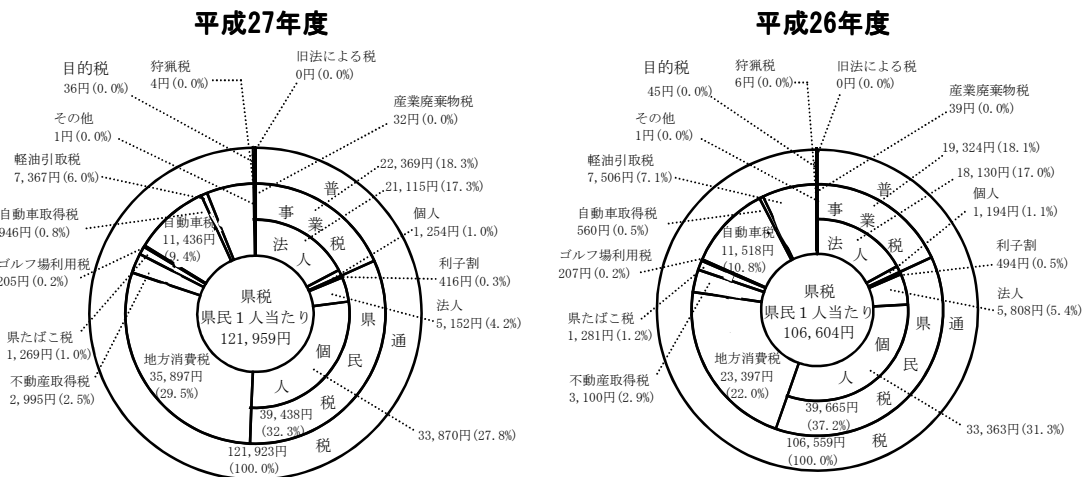 平成27年度
旧法による税
0円(0.0%)
狩猟税
4円(0.0%)
目的税
36円(0.0%)
産業廃棄物税
32円(0.0%)
その他
1円(0.0%)
軽油引取税
7,367円(6.0%)
22,369円(18.3%)
21,115円(17.3%)
個人
1,254円(1.0%)
自動車取得税
946円(0.8%)
自動車税
11,436円
(9.4%)
利子割
416円(0.3%)
ゴルフ場利用税
205円(0.2%)
法人
5,152円(4.2%)
県たばこ税
1,269円(1.0%)
不動産取得税
2,995円(2.5%)
地方消費税
35,897円
(29.5%)
33,870円(27.8%)
39,438円
(32.3%)
121,923円
(100.0%)
県税
県民1人当たり
121,959円
普通税
事業税
法人
県民税
個人
平成26年度
旧法による税
0円(0.0%)
狩猟税
6円(0.0%)
目的税
45円(0.0%)
産業廃棄物税
39円(0.0%)
その他
1円(0.0%)
軽油引取税
7,506円(7.1%)
19,324円(18.1%)
18,130円(17.0%)
個人
1,194円(1.1%)
自動車取得税
560円(0.5%)
自動車税
11,518円
(10.8%)
利子割
494円(0.5%)
ゴルフ場利用税
207円(0.2%)
法人
5,808円(5.4%)
県たばこ税
1,281円(1.2%)
不動産取得税
3,100円(2.9%)
地方消費税
23,397円
(22.0%)
33,363円(31.3%)
39,665円
(37.2%)
106,559円
(100.0%)
県税
県民1人当たり
106,604円
普通税
事業税
法人
県民税
個人